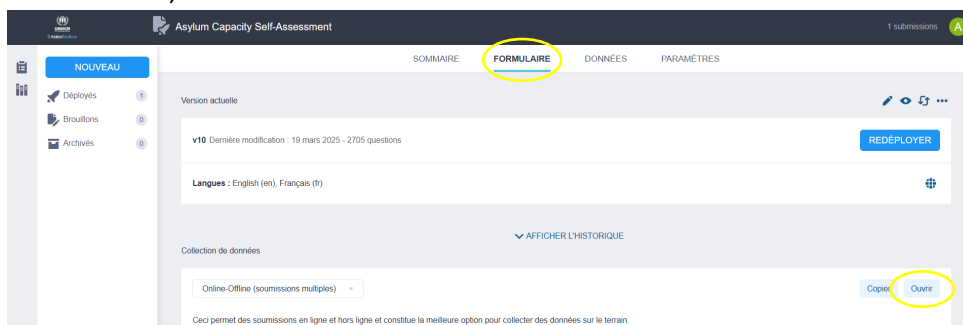 UNHCR
Asylum Capacity Self-Assessment
1 submissions
A
NOUVEAU
SOMMAIRE FORMULAIRE DONNÉES PARAMÈTRES
Déployés 1
Brouillons 0
Archivés 0
Version actuelle
v10 Dernière modification : 19 mars 2025 - 2705 questions
REDÉPLOYER
Langues : English (en), Français (fr)
AFFICHER L'HISTORIQUE
Collection de données
Online-Offline (soumissions multiples)
Copier Ouvrir
Ceci permet des soumissions en ligne et hors ligne et constitue la meilleure option pour collecter des données sur le terrain.